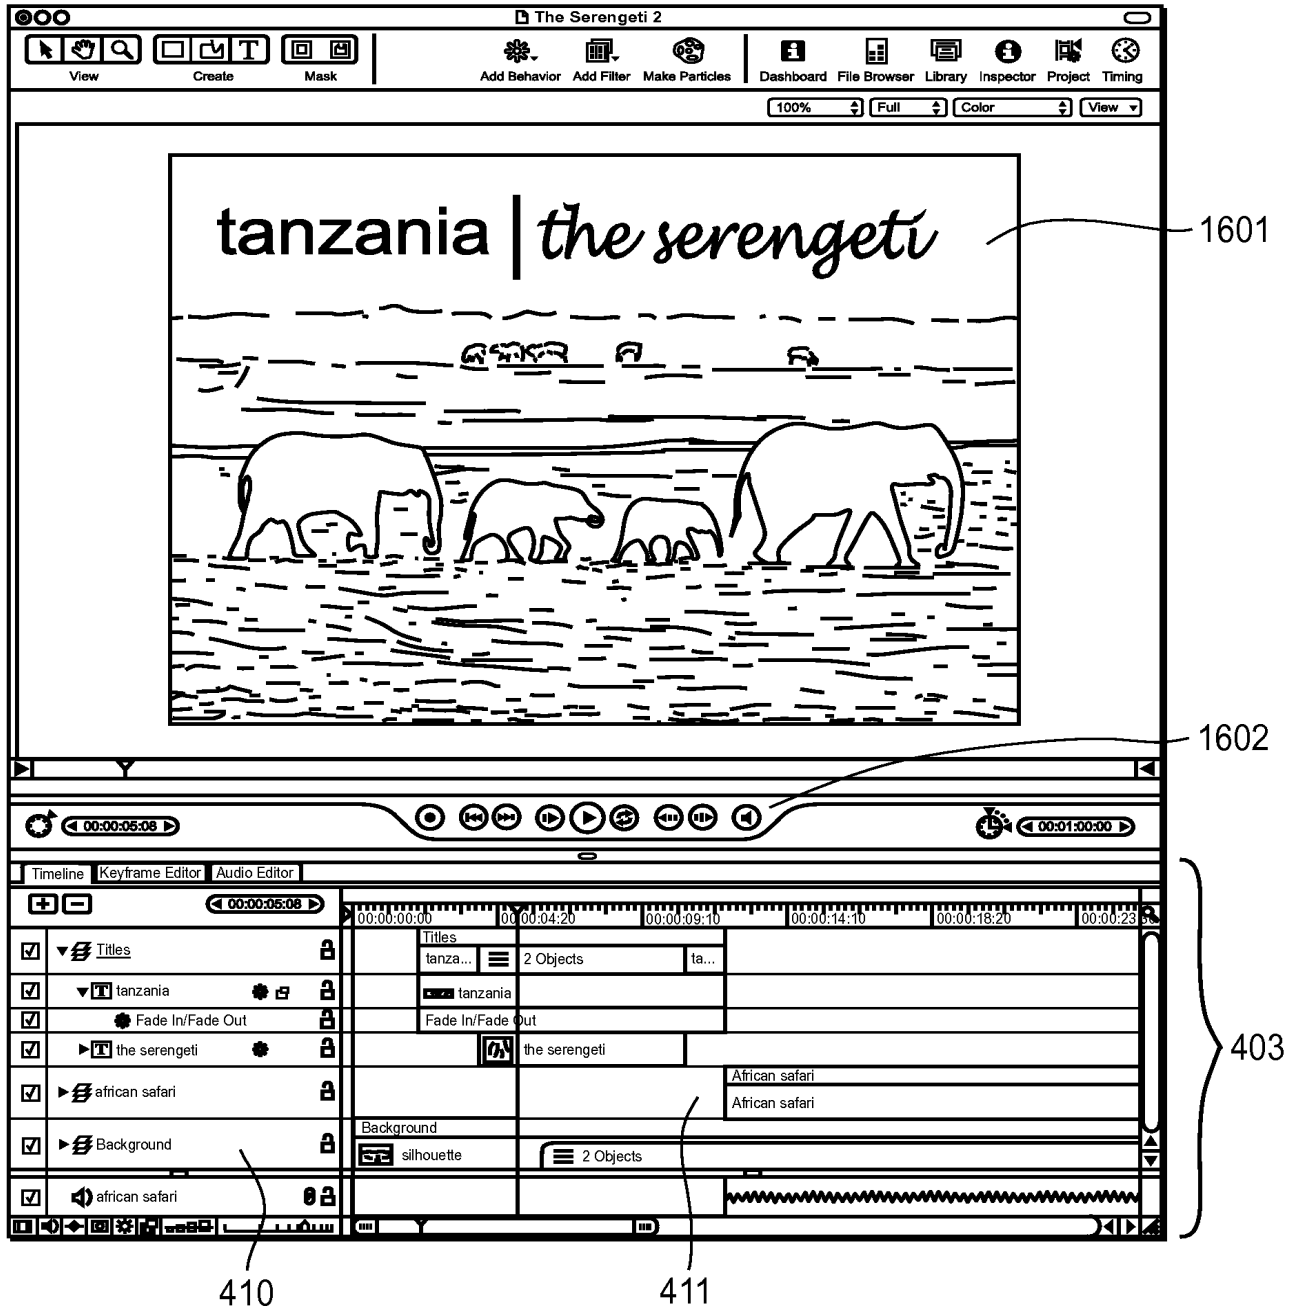 The Serengeti 2
T
View Create Mask Add Behavior Add Filter Make Particles Dashboard File Browser Library Inspector Project Timing
100% Full Color View
tanzania | the serengeti
1601
1602
00:00:05:08 00:01:00:00
Timeline Keyframe Editor Audio Editor
00:00:05:08
00:00:00:00 00:00:04:20 00:00:09:10 00:00:14:10 00:00:18:20 00:00:23
Titles
Titles
tanza... 2 Objects ta...
T tanzania
tanzania
Fade In/Fade Out
Fade In/Fade Out
T the serengeti
the serengeti
403
african safari
African safari
African safari
Background
Background
silhouette 2 Objects
african safari
410 411